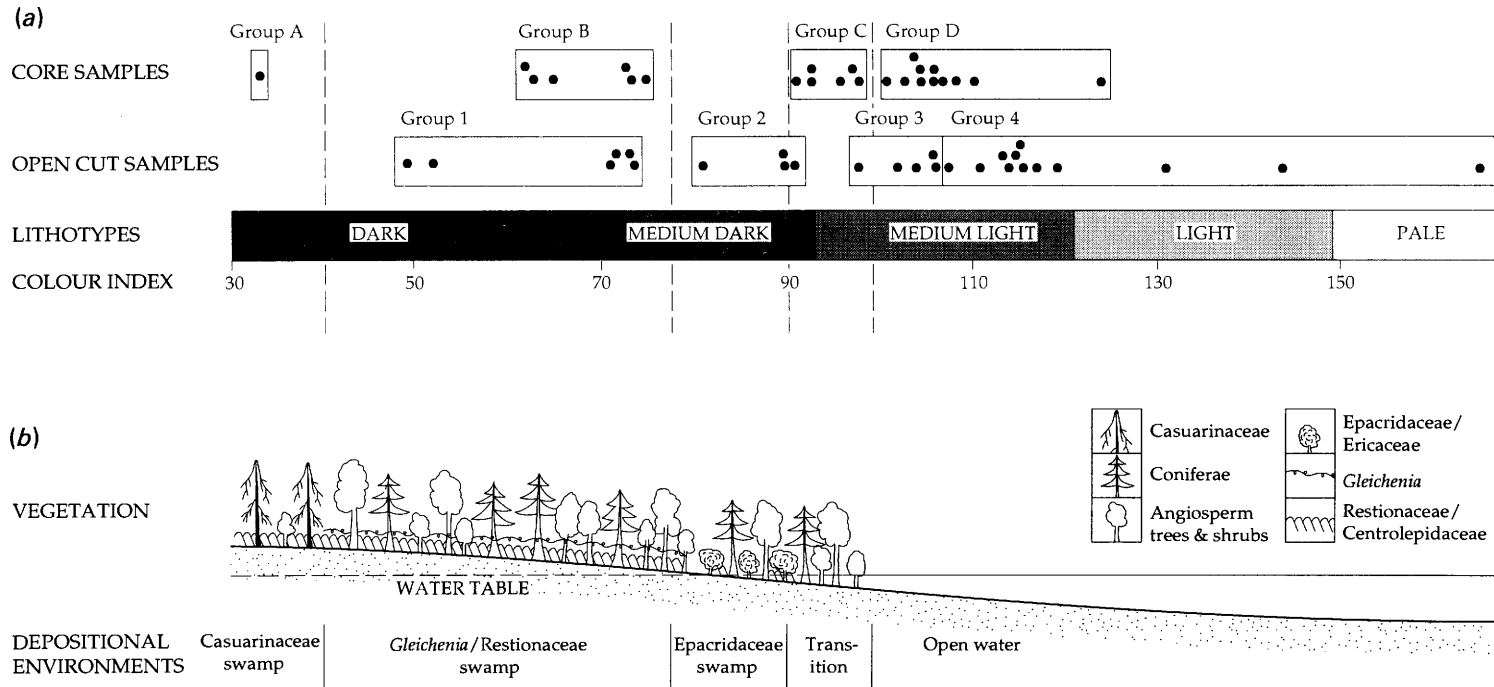 (a)
Group A
Group B
Group C
Group D
CORE SAMPLES
Group 1
Group 2
Group 3
Group 4
OPEN CUT SAMPLES
LITHOTYPES
DARK
MEDIUM DARK
MEDIUM LIGHT
LIGHT
PALE
COLOUR INDEX
30
50
70
90
110
130
150
(b)
VEGETATION
Casuarinaceae
Coniferae
Angiosperm
trees & shrubs
Epacridaceae/
Ericaceae
Gleichenia
Restionaceae/
Centrolepidaceae
WATER TABLE
DEPOSITIONAL
ENVIRONMENTS
Casuarinaceae
swamp
Gleichenia/Restionaceae
swamp
Epacridaceae
swamp
Trans-
ition
Open water